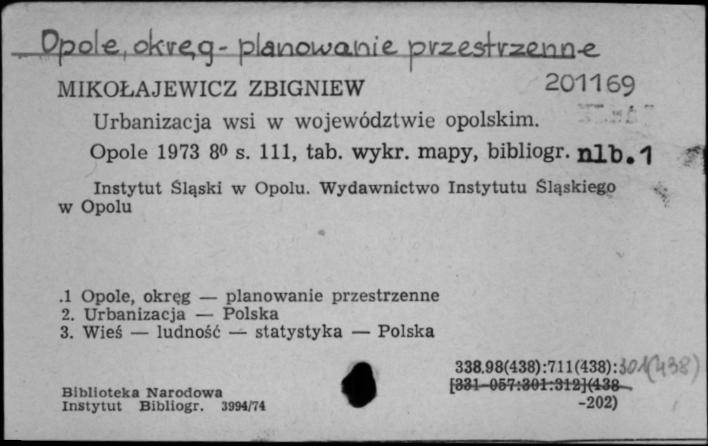 Opole, okręg - planowanie przestrzenne
MIKOŁAJEWICZ ZBIGNIEW 201169
Urbanizacja wsi w województwie opolskim.
Opole 1973 8⁰ s. 111, tab. wykr. mapy, bibliogr. nlb.1
Instytut Śląski w Opolu. Wydawnictwo Instytutu Śląskiego
w Opolu
.1 Opole, okręg — planowanie przestrzenne
2. Urbanizacja — Polska
3. Wieś — ludność — statystyka — Polska
338.98(438):711(438):301(438)
[331-057:301:312](438-
-202)
Biblioteka Narodowa
Instytut Bibliogr. 3994/74